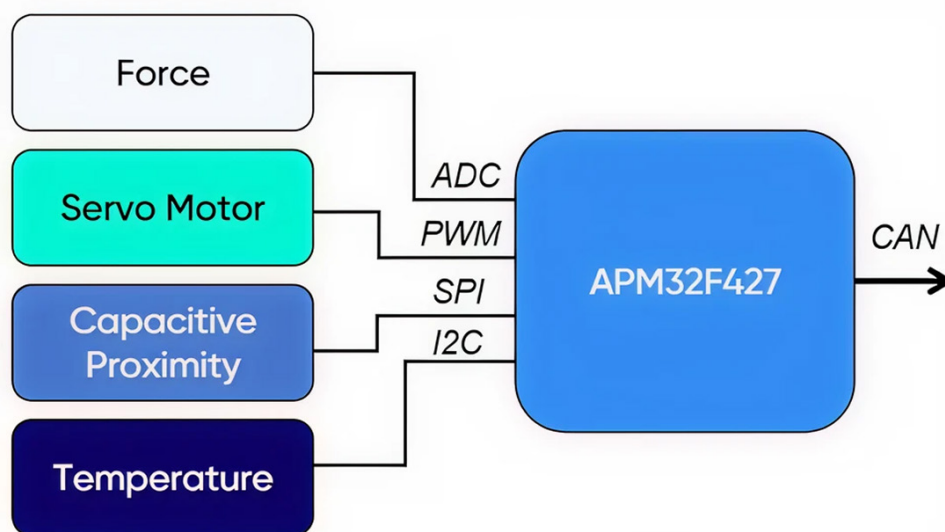 Force
Servo Motor
Capacitive
Proximity
Temperature
ADC
PWM
SPI
I2C
APM32F427
CAN